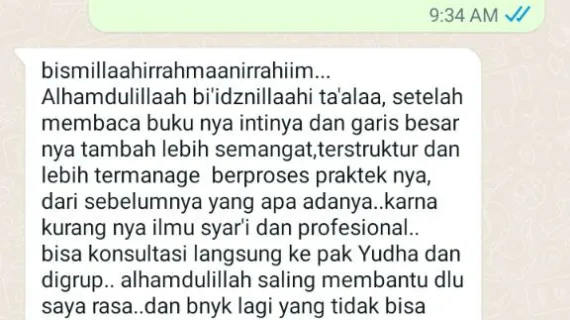 9:34 AM
bismillaahirrahmaanirrahiim...
Alhamdulillaah bi'idznillaahi ta'alaa, setelah
membaca buku nya intinya dan garis besar
nya tambah lebih semangat,terstruktur dan
lebih termanage  berproses praktek nya,
dari sebelumnya yang apa adanya..karna
kurang nya ilmu syar'i dan profesional..
bisa konsultasi langsung ke pak Yudha dan
digrup.. alhamdulillah saling membantu dlu
saya rasa..dan bnyk lagi yang tidak bisa